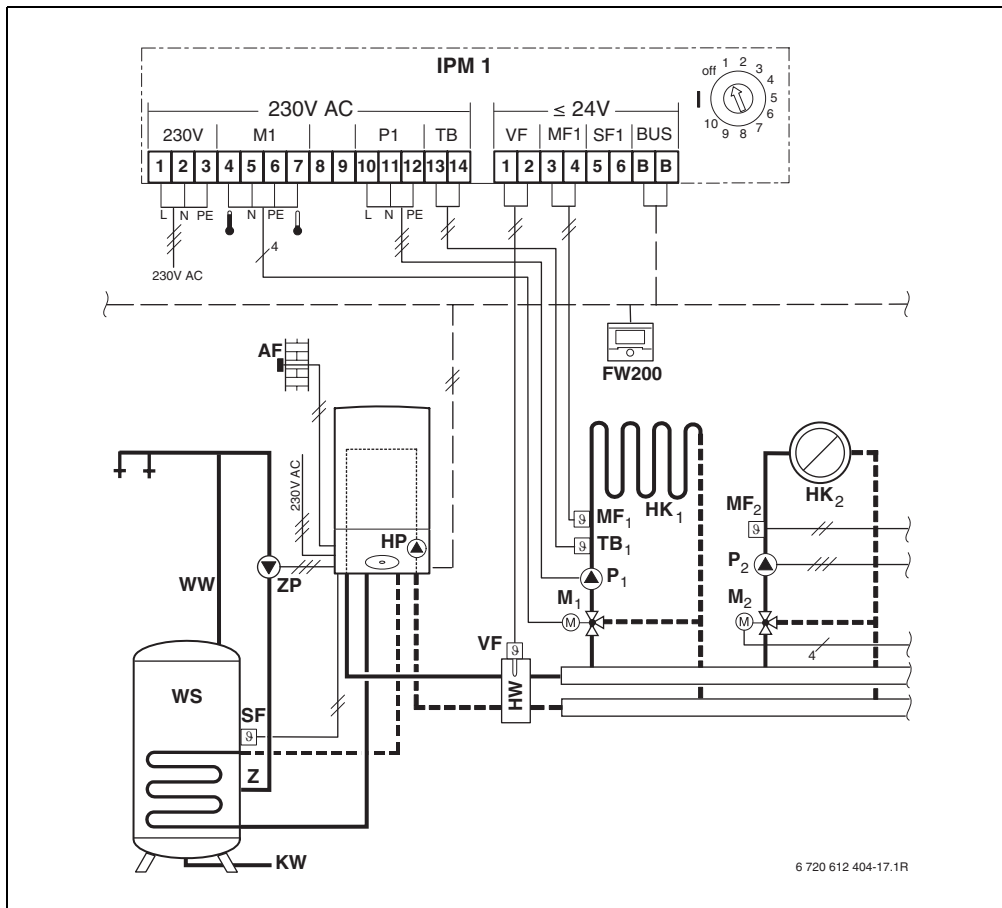 IPM 1
off 1 2 3 4 5 6 7 8 9 10
I
230V AC
≤ 24V
230V M1 P1 TB
VF MF1 SF1 BUS
1 2 3 4 5 6 7 8 9 10 11 12 13 14
1 2 3 4 5 6 B B
L N PE N PE L N PE
4
230V AC
FW200
AF
230V AC
HP
ZP
WW
WS
SF
Z
KW
HK1
MF1
TB1
P1
M1
M
VF
ϑ
HW
HK2
MF2
P2
M2
M
4
ϑ
ϑ
ϑ
ϑ
6 720 612 404-17.1R